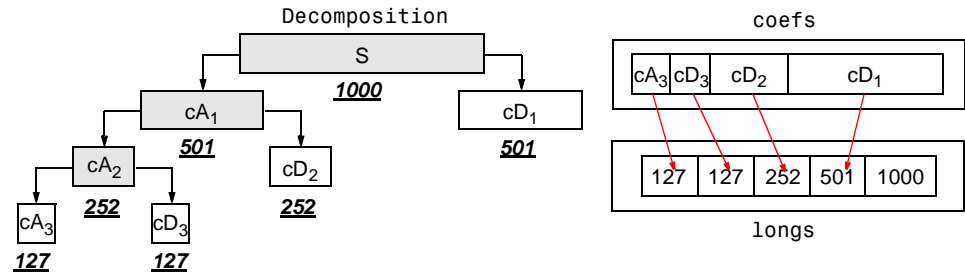 Decomposition
S
1000
cA1
cD1
501
501
cA2
cD2
252
252
cA3
cD3
127
127
coefs
cA3 cD3 cD2 cD1
127 127 252 501 1000
longs